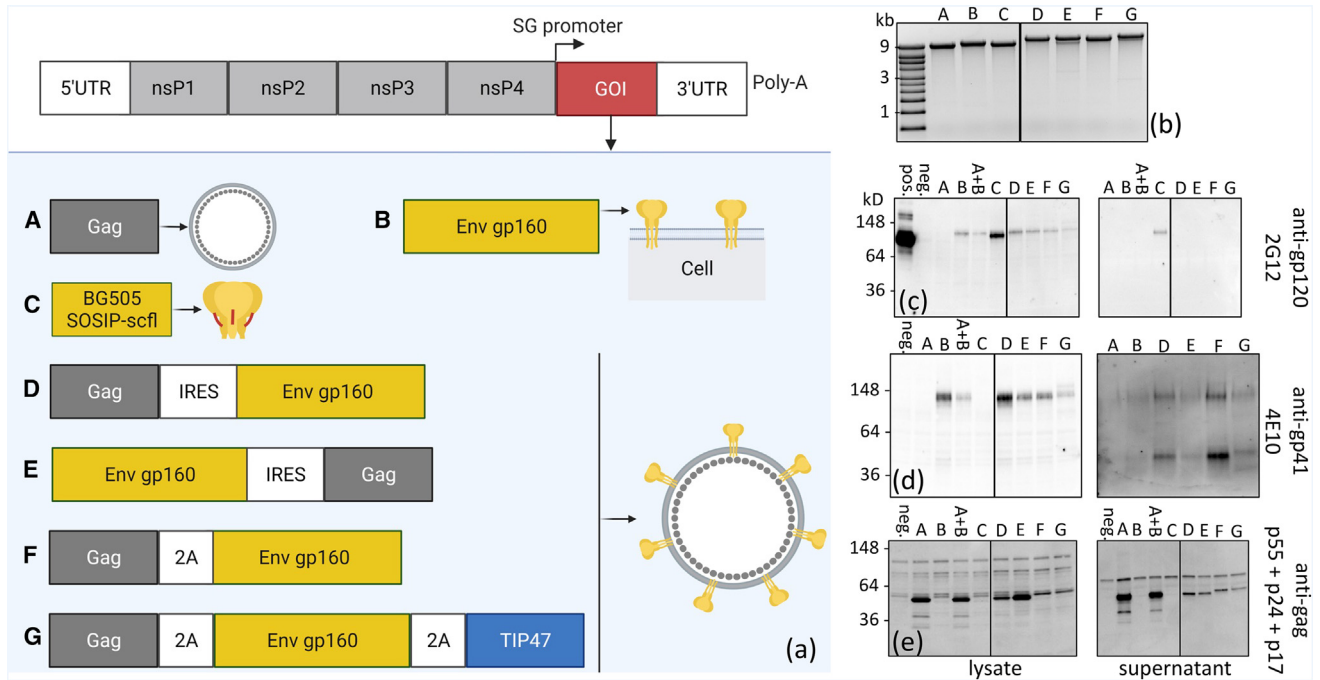 SG promoter
5'UTR nsP1 nsP2 nsP3 nsP4 GOI 3'UTR Poly-A
A Gag
B Env gp160
Cell
C BG505
SOSIP-scfl
D Gag IRES Env gp160
E Env gp160 IRES Gag
F Gag 2A Env gp160
G Gag 2A Env gp160 2A TIP47
(a)
kb A B C D E F G
9
3
1
(b)
kD pos. neg. A B A+B C D E F G
A B A+B C D E F G
148
64
36
(c)
anti-gp120
2G12
neg. A B A+B C D E F G
A B D E F G
148
64
36
(d)
anti-gp41
4E10
neg. A B A+B C D E F G
neg. A B A+B C D E F G
148
64
36
(e)
anti-gag
p55 + p24 + p17
lysate supernatant